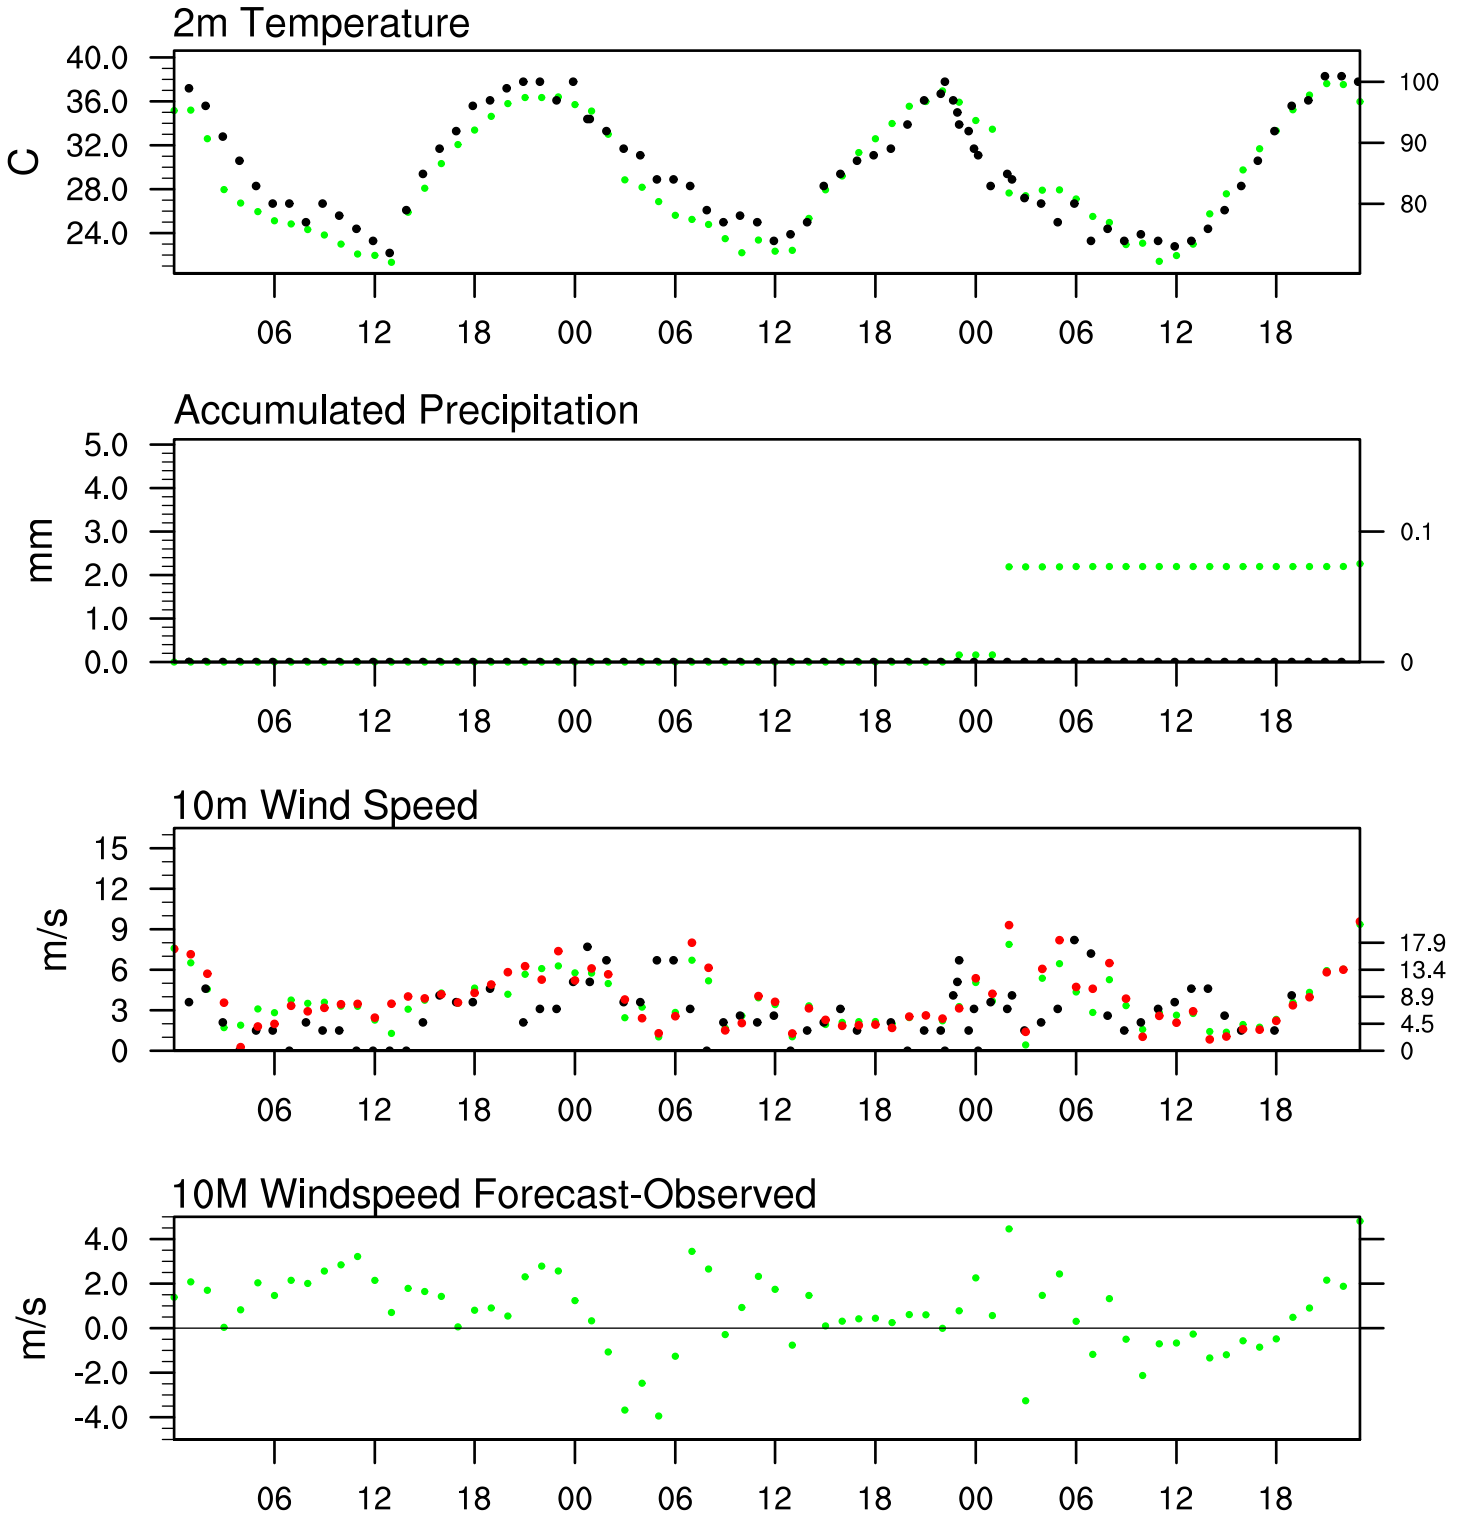 2m Temperature
40.0
36.0
32.0
28.0
24.0
C
100
90
80
06 12 18 00 06 12 18 00 06 12 18
Accumulated Precipitation
5.0
4.0
3.0
2.0
1.0
0.0
mm
0.1
0
06 12 18 00 06 12 18 00 06 12 18
10m Wind Speed
15
12
9
6
3
0
m/s
17.9
13.4
8.9
4.5
0
06 12 18 00 06 12 18 00 06 12 18
10M Windspeed Forecast-Observed
4.0
2.0
0.0
-2.0
-4.0
m/s
06 12 18 00 06 12 18 00 06 12 18